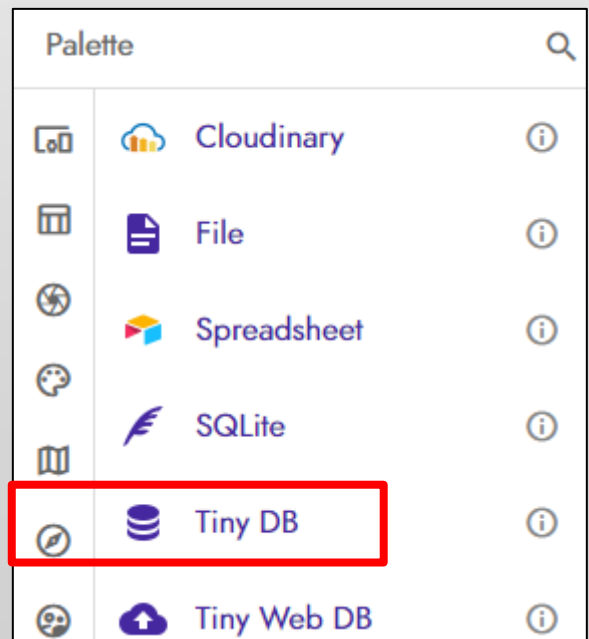 Palette
Cloudinary
File
Spreadsheet
SQLite
Tiny DB
Tiny Web DB